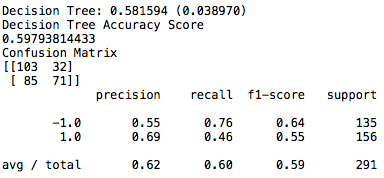 Decision Tree: 0.581594 (0.038970)
Decision Tree Accuracy Score
0.59793814433
Confusion Matrix
[[103 32]
[ 85 71]]
precision recall f1-score support
-1.0 0.55 0.76 0.64 135
1.0 0.69 0.46 0.55 156
avg / total 0.62 0.60 0.59 291